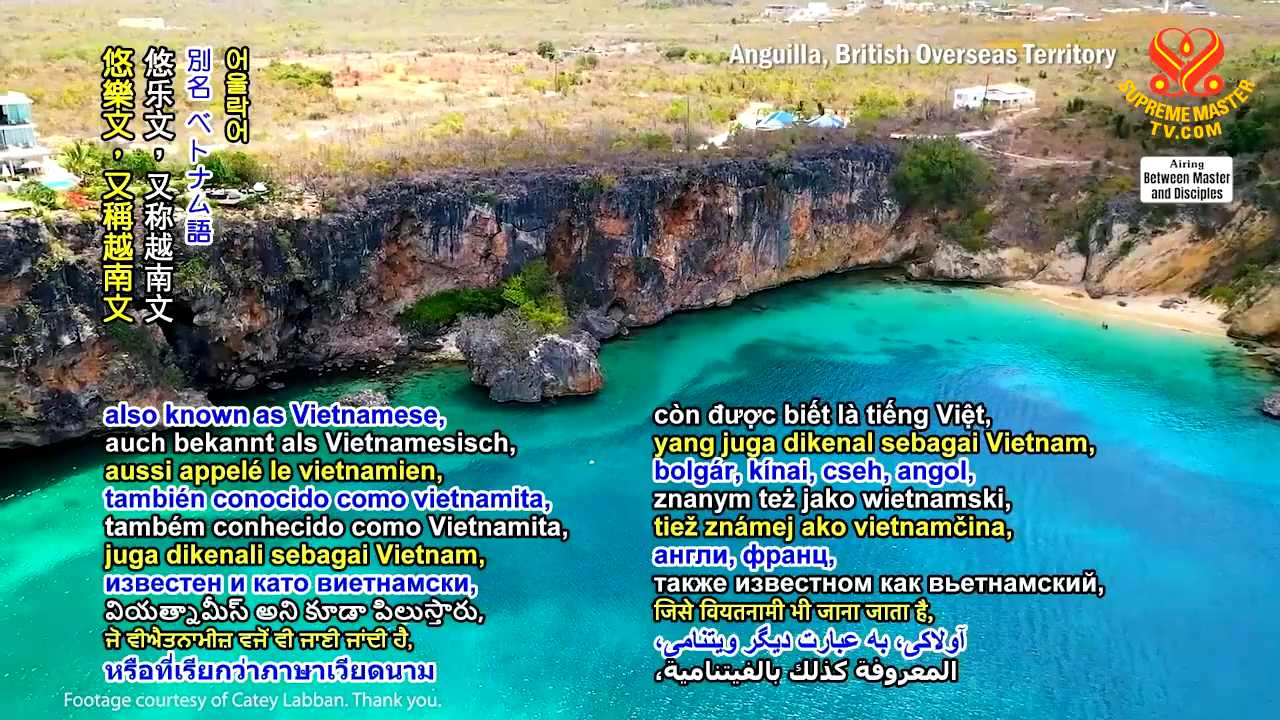 Anguilla, British Overseas Territory
SUPREME MASTER
TV.COM
Airing
Between Master
and Disciples
어울락어
別名 ベトナム語
悠乐文，又称越南文
悠樂文，又稱越南文
also known as Vietnamese,
auch bekannt als Vietnamesisch,
aussi appelé le vietnamien,
también conocido como vietnamita,
também conhecido como Vietnamita,
juga dikenali sebagai Vietnam,
известен и като виетнамски,
వియత్నామీస్ అని కూడా పిలుస్తారు,
ਜੋ ਵੀਐਤਨਾਮੀਜ਼ ਵਜੋਂ ਵੀ ਜਾਣੀ ਜਾਂਦੀ ਹੈ,
หรือที่เรียกว่าภาษาเวียดนาม
còn được biết là tiếng Việt,
yang juga dikenal sebagai Vietnam,
bolgár, kínai, cseh, angol,
znanym też jako wietnamski,
tiež známej ako vietnamčina,
англи, франц,
также известном как вьетнамский,
जिसे वियतनामी भी जाना जाता है,
آولاکی، به عبارت دیگر ویتنامی،
المعروفة كذلك بالفيتنامية،
Footage courtesy of Catey Labban. Thank you.